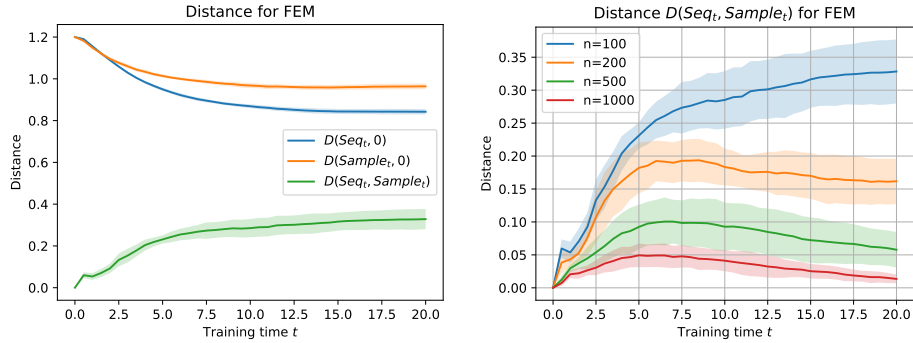 Distance for FEM
Distance
1.2
1.0
0.8
0.6
0.4
0.2
0.0
D(Seq_t, 0)
D(Sample_t, 0)
D(Seq_t, Sample_t)
0.0 2.5 5.0 7.5 10.0 12.5 15.0 17.5 20.0
Training time t
Distance D(Seq_t, Sample_t) for FEM
Distance
0.35
0.30
0.25
0.20
0.15
0.10
0.05
0.00
n=100
n=200
n=500
n=1000
0.0 2.5 5.0 7.5 10.0 12.5 15.0 17.5 20.0
Training time t